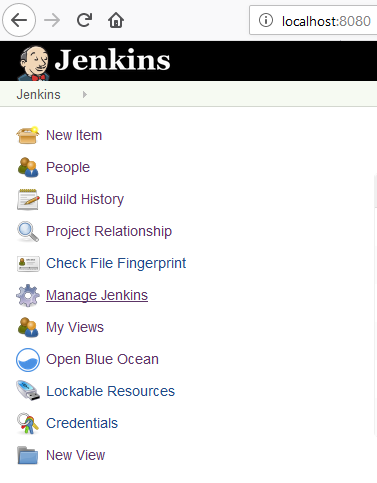 localhost:8080
Jenkins
Jenkins
New Item
People
Build History
Project Relationship
Check File Fingerprint
Manage Jenkins
My Views
Open Blue Ocean
Lockable Resources
Credentials
New View